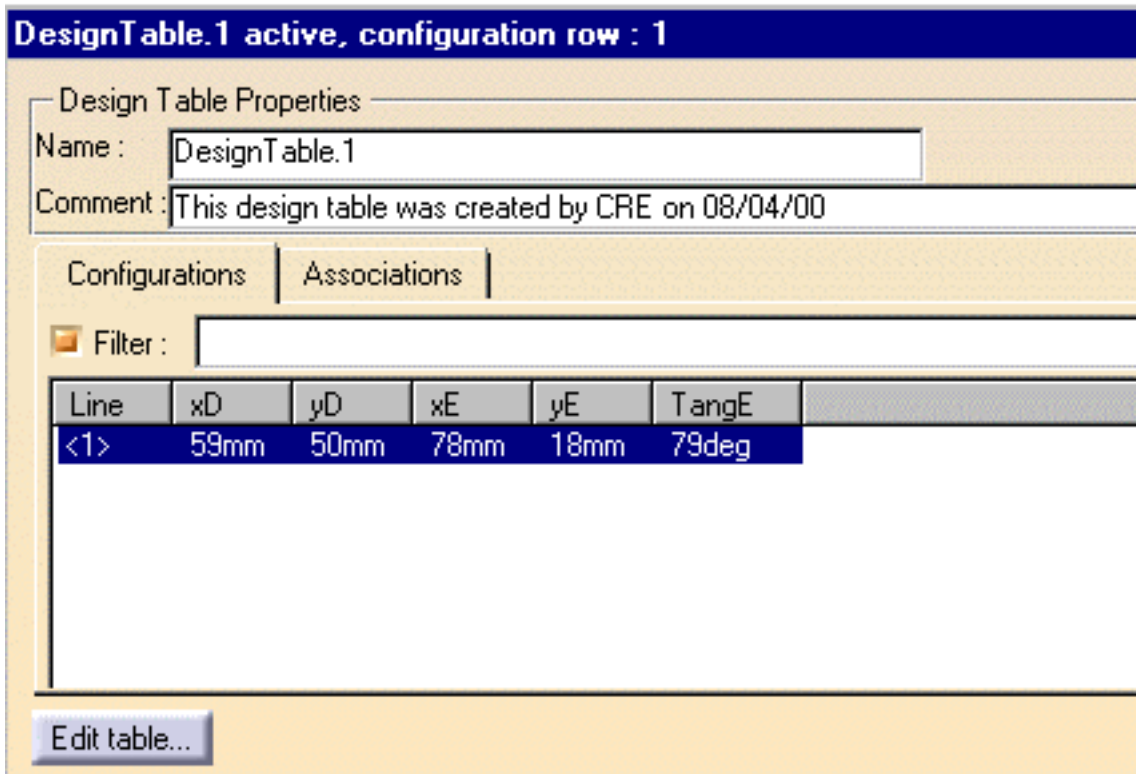 DesignTable.1 active, configuration row : 1
Design Table Properties
Name : DesignTable.1
Comment : This design table was created by CRE on 08/04/00
Configurations Associations
Filter :
Line xD yD xE yE TangE
<1> 59mm 50mm 78mm 18mm 79deg
Edit table...